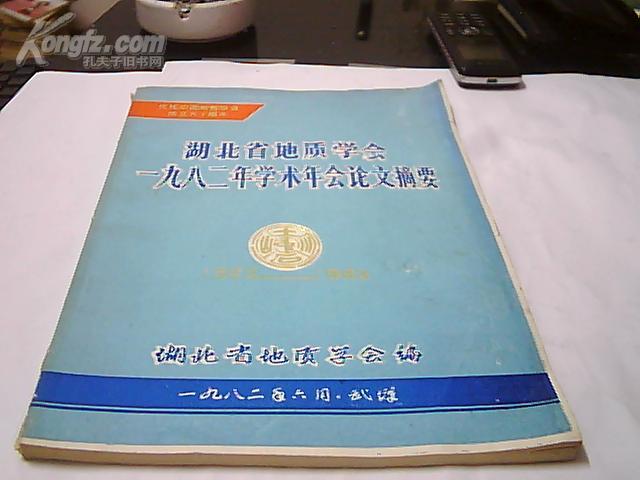 Kongfz.com
孔夫子旧书网
湖北省地质学会
一九八二年学术年会论文摘要
湖北省地质学会编
一九八二年六月·武汉